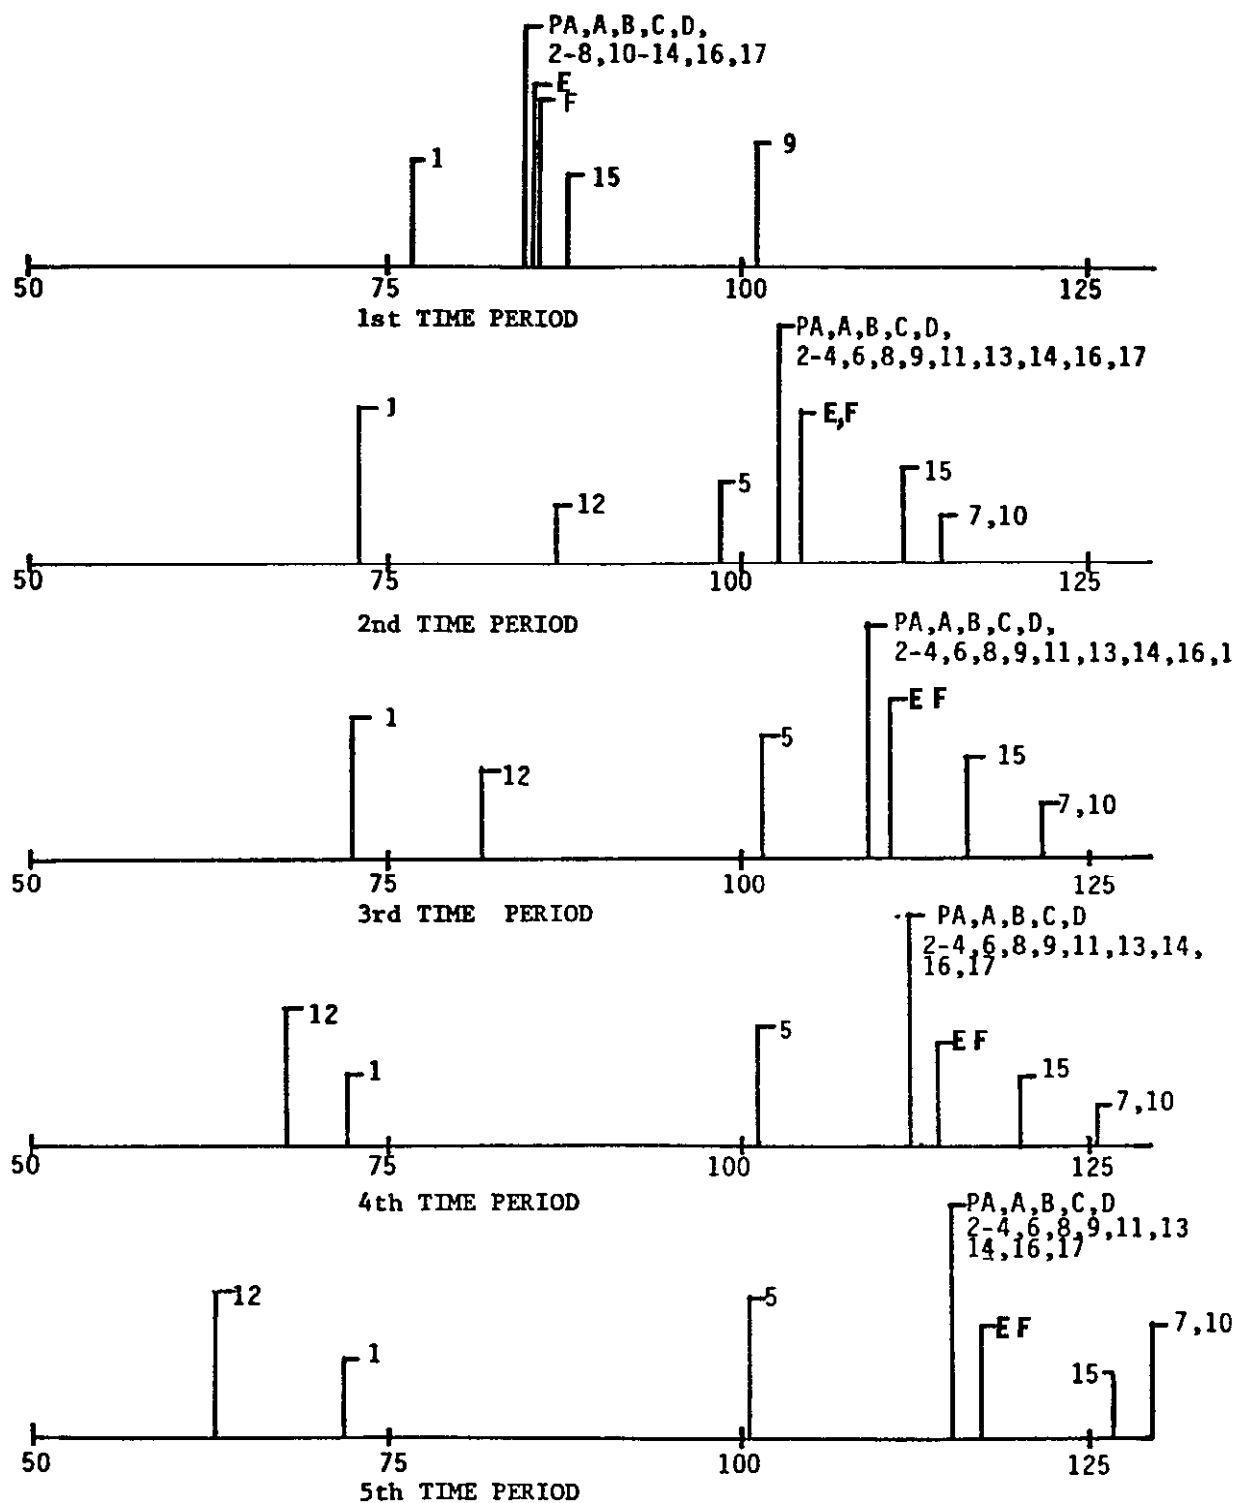 PA,A,B,C,D,
2-8,10-14,16,17
E
F
1
15
9
50 75 100 125
1st TIME PERIOD
PA,A,B,C,D,
2-4,6,8,9,11,13,14,16,17
1
E,F
15
5
12
7,10
50 75 100 125
2nd TIME PERIOD
PA,A,B,C,D,
2-4,6,8,9,11,13,14,16,1
E F
1
5
15
12
7,10
50 75 100 125
3rd TIME PERIOD
PA,A,B,C,D
2-4,6,8,9,11,13,14,
16,17
12
5
E F
1
15
7,10
50 75 100 125
4th TIME PERIOD
PA,A,B,C,D
2-4,6,8,9,11,13
14,16,17
12
5
E F
7,10
1
15
50 75 100 125
5th TIME PERIOD